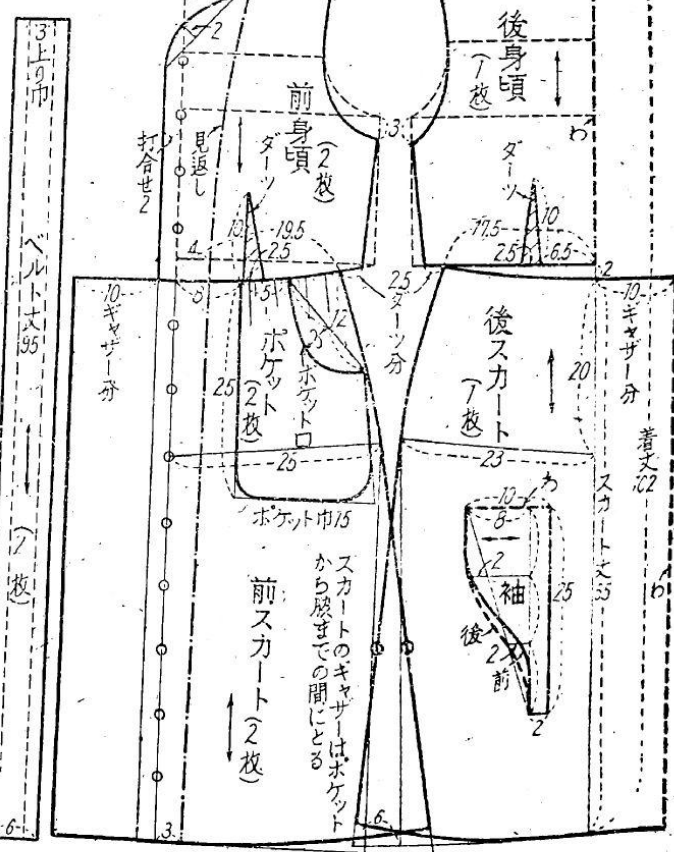 3上り巾
ベルト丈95
(1枚)
6
2
打合せ2
見返し
前身頃
(2枚)
ダーツ
10
19.5
2.5
4
3
後身頃
(1枚)
わ
ダーツ
17.5
10
2.5
6.5
2
10
ギャザー分
5
ポケット
(2枚)
ポケット口
12
25
25
ポケット巾15
2.5
ダーツ分
後スカート
(1枚)
20
23
10
ギャザー分
着丈102
スカート丈
わ
10
わ
8
2
袖
25
後
2
前
2
前スカート(2枚)
スカートのギャザーはポケット
から脇までの間にとる
3
6